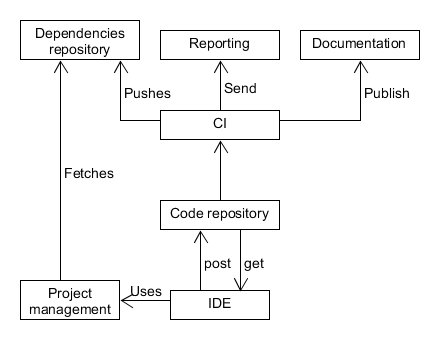 Dependencies
repository
Reporting
Documentation
Pushes
Send
Publish
CI
Fetches
Code repository
post
get
Project
management
Uses
IDE